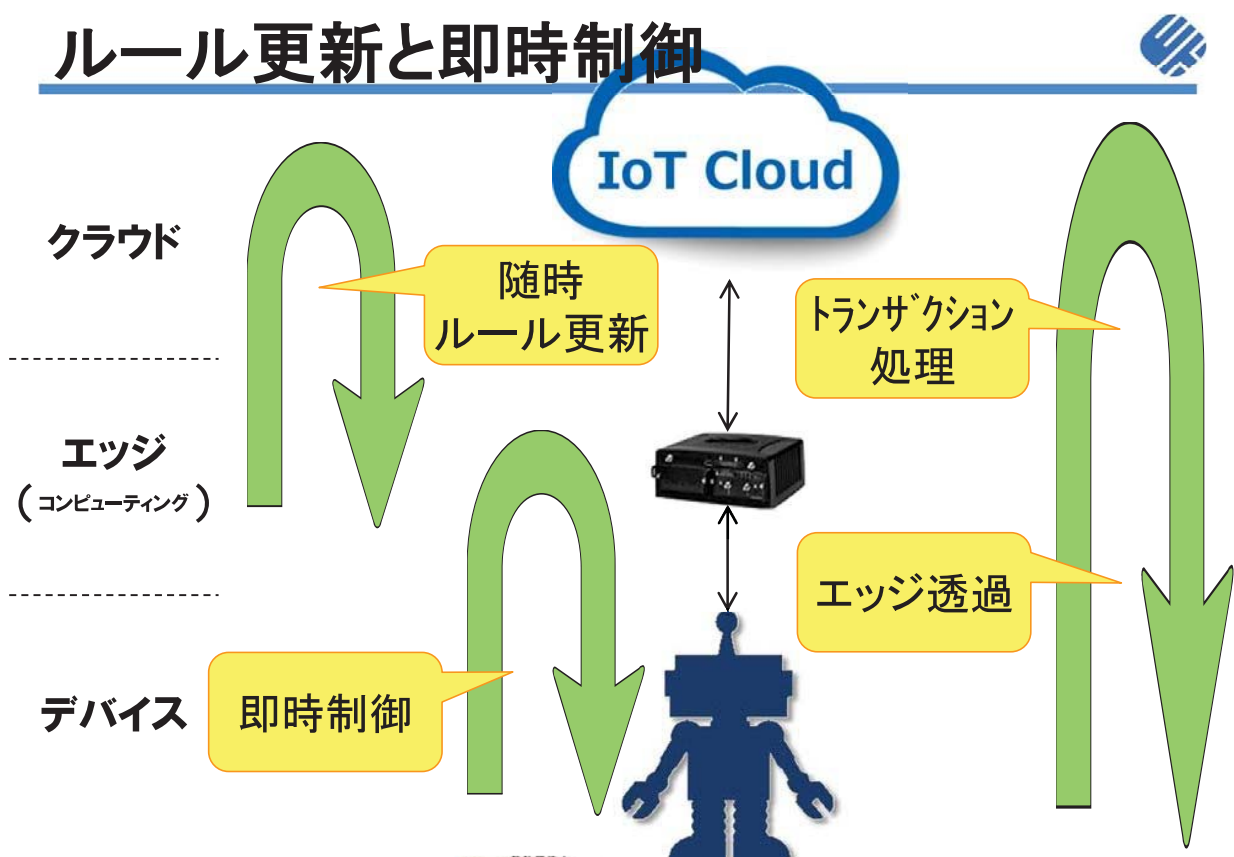 ルール更新と即時制御
IoT Cloud
クラウド
随時
ルール更新
トランザクション
処理
エッジ
(コンピューティング)
エッジ透過
デバイス
即時制御